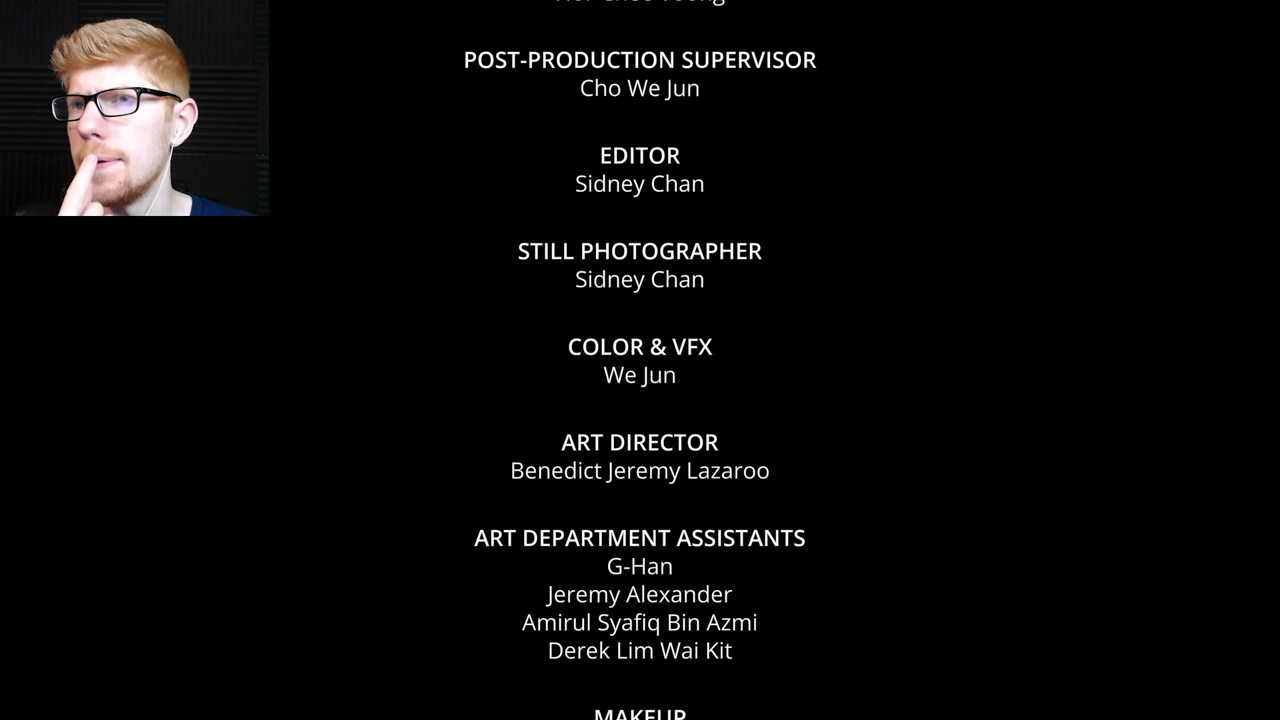 POST-PRODUCTION SUPERVISOR
Cho We Jun
EDITOR
Sidney Chan
STILL PHOTOGRAPHER
Sidney Chan
COLOR & VFX
We Jun
ART DIRECTOR
Benedict Jeremy Lazaroo
ART DEPARTMENT ASSISTANTS
G-Han
Jeremy Alexander
Amirul Syafiq Bin Azmi
Derek Lim Wai Kit
MAKEUP